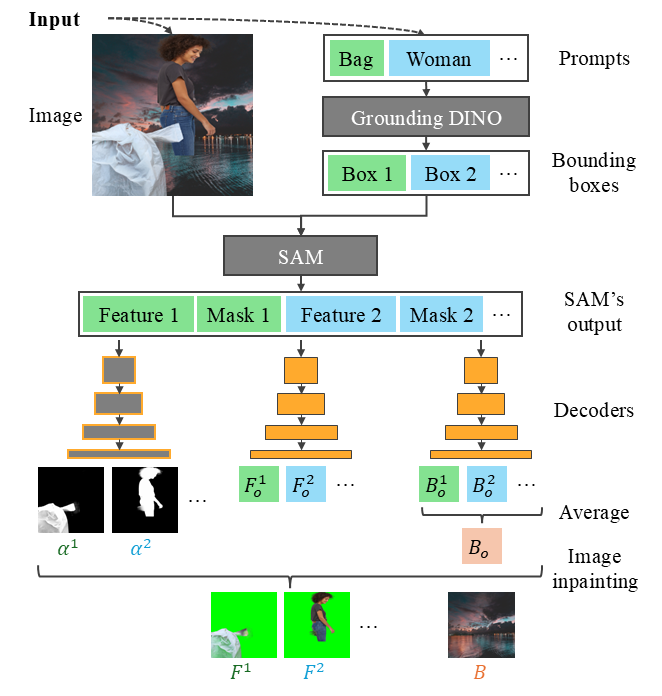 Input
Bag Woman ... Prompts
Image
Grounding DINO
Box 1 Box 2 ... Bounding boxes
SAM
Feature 1 Mask 1 Feature 2 Mask 2 ... SAM's output
Decoders
... F_o^1 F_o^2 ... B_o^1 B_o^2 ...
Average
α^1 α^2 B_o
Image inpainting
...
F^1 F^2 B